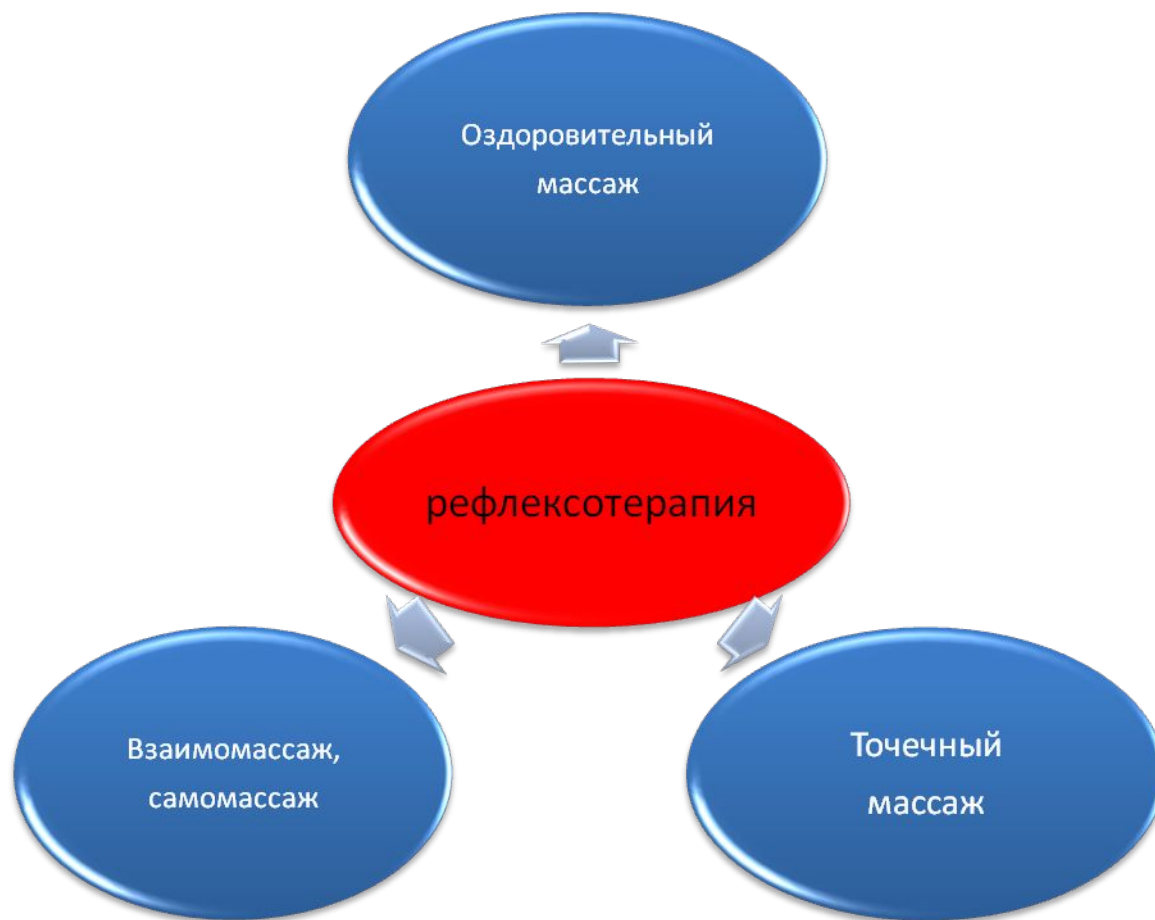 Оздоровительный
массаж
рефлексотерапия
Взаимомассаж,
самомассаж
Точечный
массаж